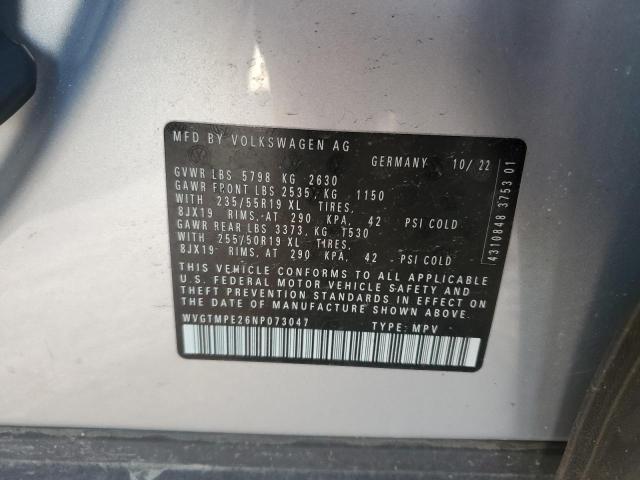 MFD BY VOLKSWAGEN AG
GERMANY 10/ 22
GVWR LBS 5798 KG 2630
GAWR FRONT LBS 2535, KG 1150
WITH 235/55R19 XL TIRES,
8JX19 RIMS, AT 290 KPA, 42 PSI COLD
GAWR REAR LBS 3373, KG 1530
WITH 255/50R19 XL TIRES,
8JX19 RIMS, AT 290 KPA, 42 PSI COLD
THIS VEHICLE CONFORMS TO ALL APPLICABLE
U.S. FEDERAL MOTOR VEHICLE SAFETY AND
THEFT PREVENTION STANDARDS IN EFFECT ON
THE DATE OF MANUFACTURE SHOWN ABOVE.
WVGTMPE26NP073047 TYPE: MPV
4310848 3753 01